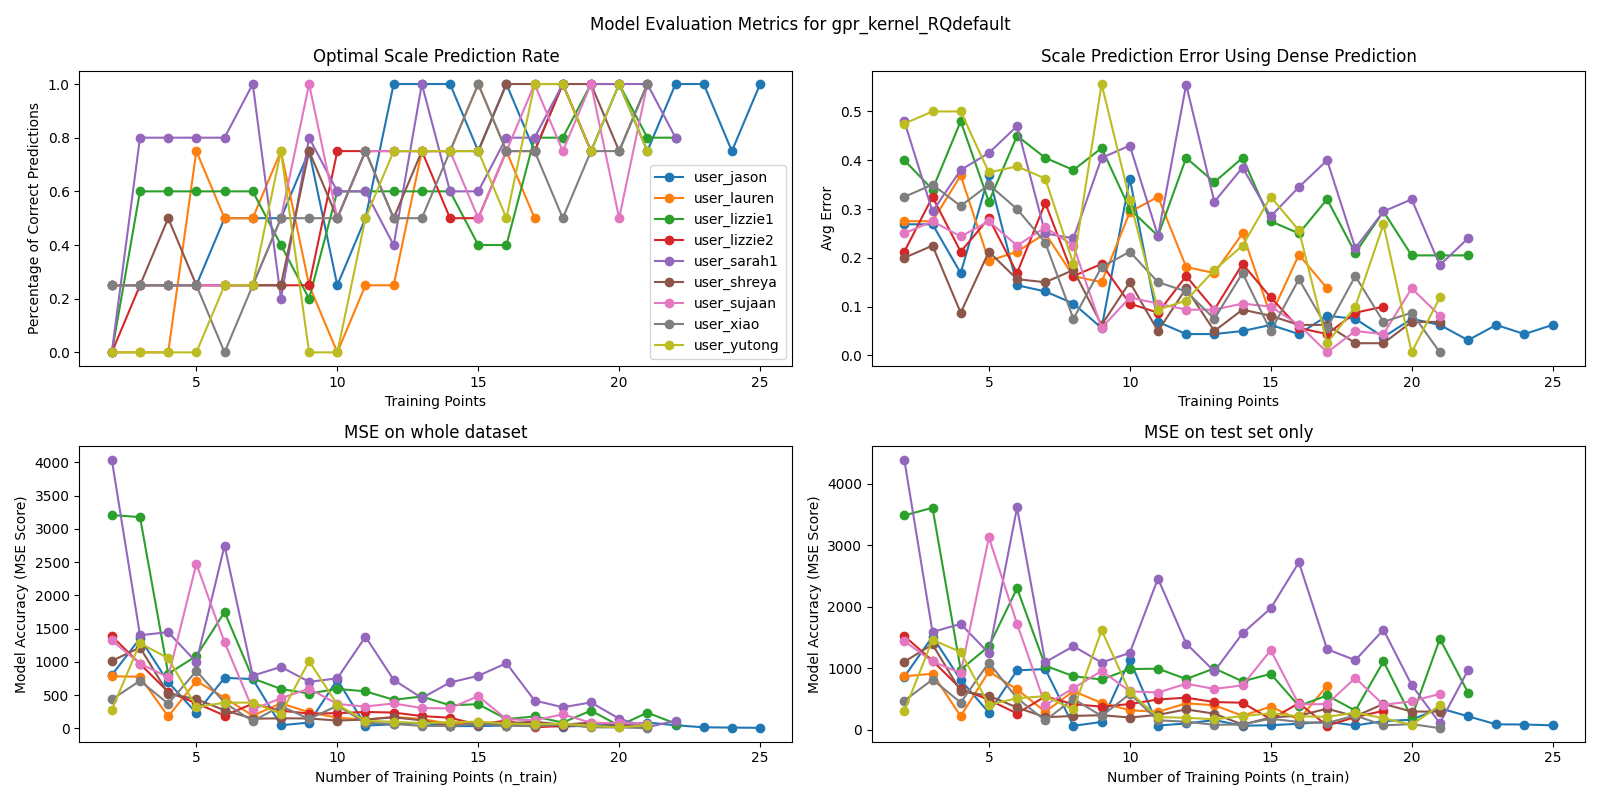 Model Evaluation Metrics for gpr_kernel_RQdefault
Optimal Scale Prediction Rate
Percentage of Correct Predictions
1.0
0.8
0.6
0.4
0.2
0.0
5 10 15 20 25
Training Points
user_jason
user_lauren
user_lizzie1
user_lizzie2
user_sarah1
user_shreya
user_sujaan
user_xiao
user_yutong
Scale Prediction Error Using Dense Prediction
Avg Error
0.5
0.4
0.3
0.2
0.1
0.0
5 10 15 20 25
Training Points
MSE on whole dataset
Model Accuracy (MSE Score)
4000
3500
3000
2500
2000
1500
1000
500
0
5 10 15 20 25
Number of Training Points (n_train)
MSE on test set only
Model Accuracy (MSE Score)
4000
3000
2000
1000
0
5 10 15 20 25
Number of Training Points (n_train)